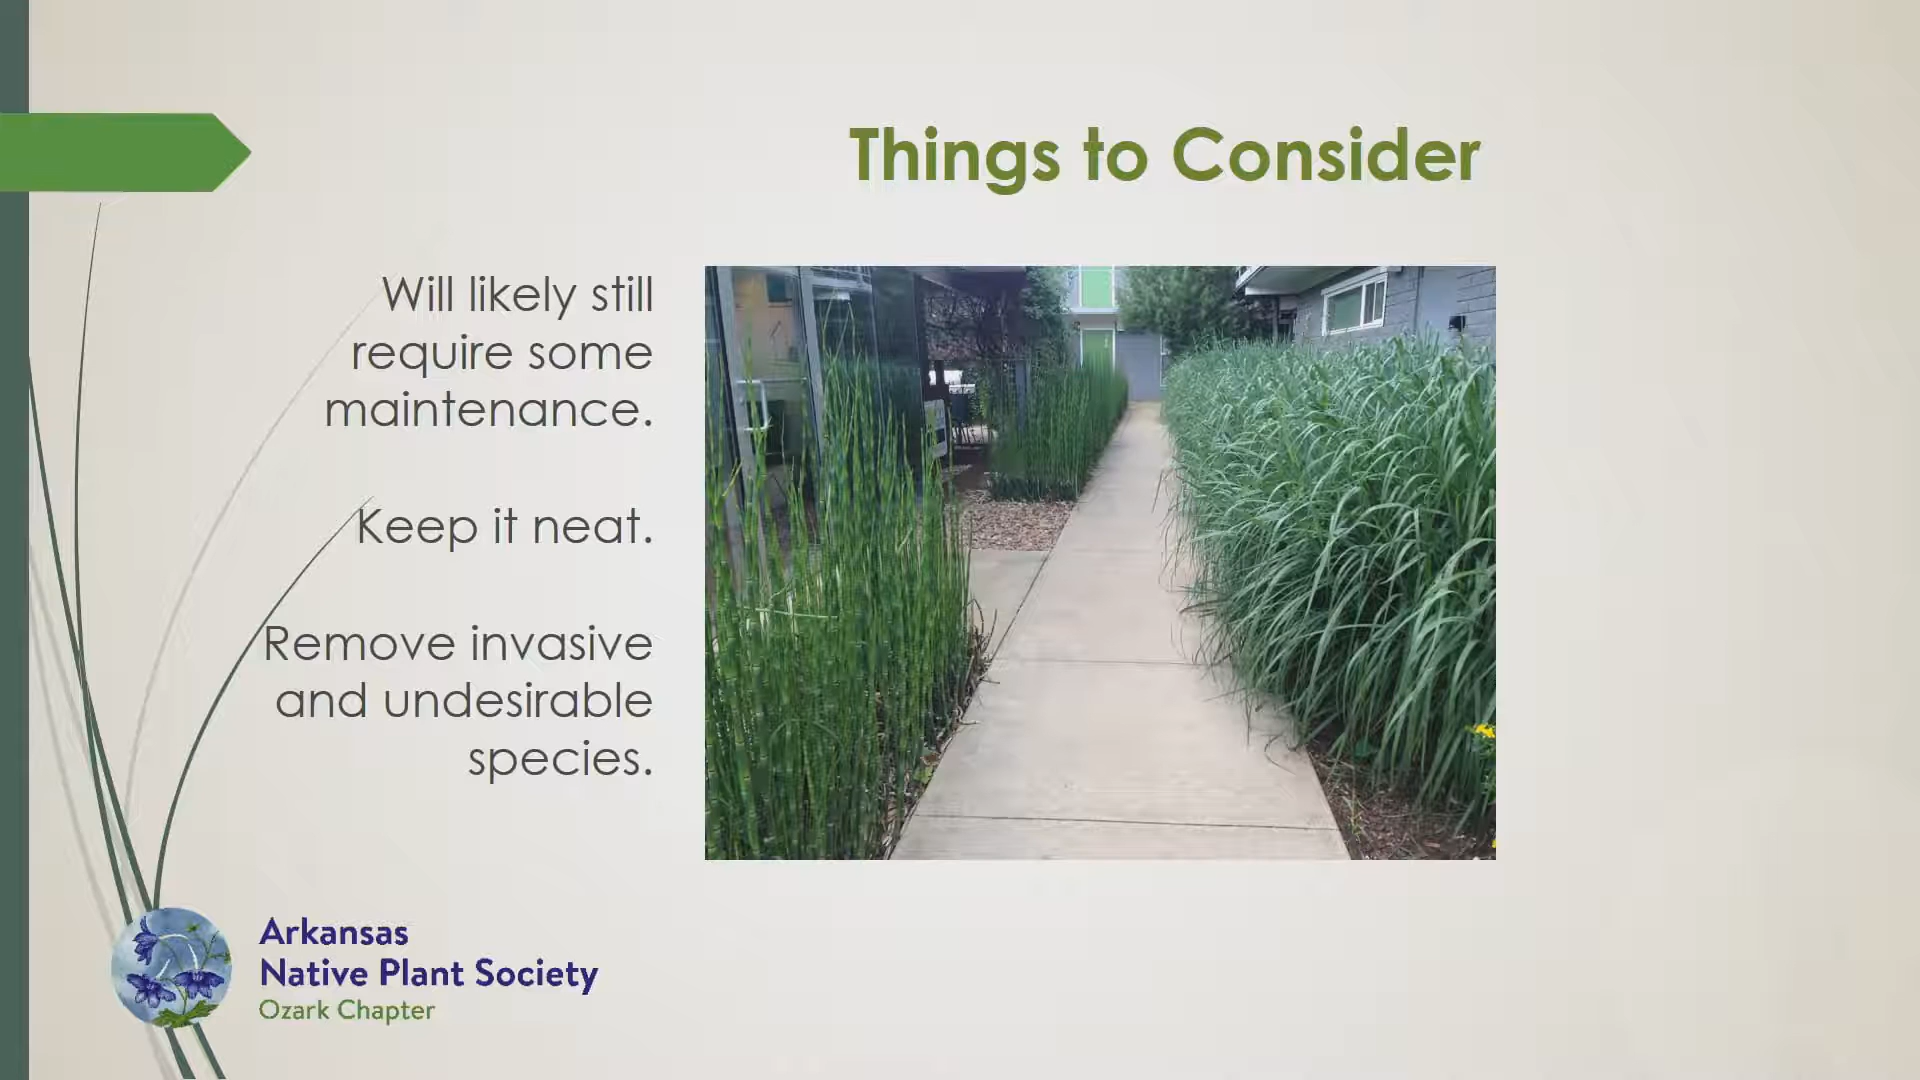 Things to Consider
Will likely still
require some
maintenance.
Keep it neat.
Remove invasive
and undesirable
species.
Arkansas
Native Plant Society
Ozark Chapter